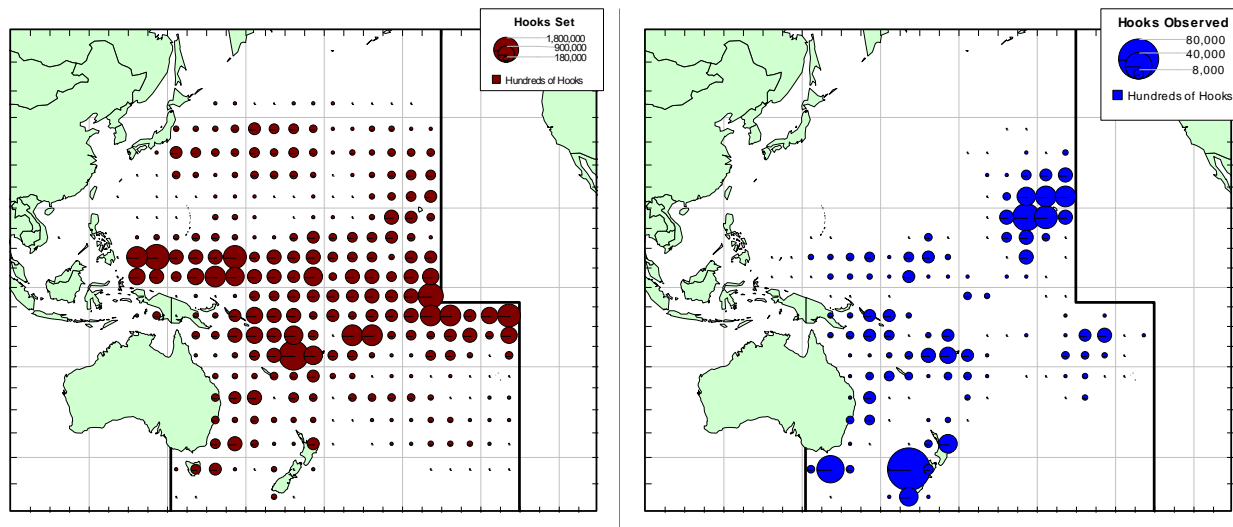 Hooks Set
1,800,000
900,000
180,000
Hundreds of Hooks
Hooks Observed
80,000
40,000
8,000
Hundreds of Hooks